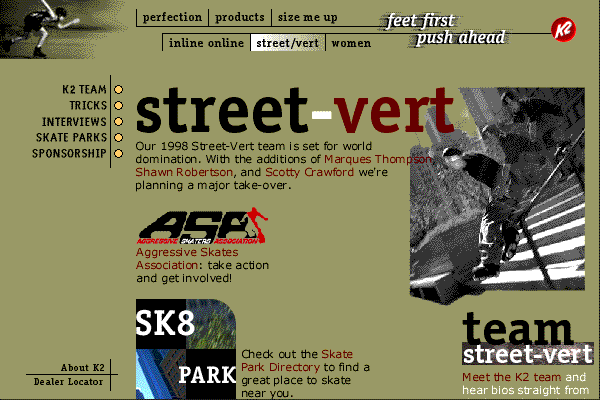 perfection
products
size me up
feet first
push ahead
K2
inline online
street/vert
women
K2 TEAM
TRICKS
INTERVIEWS
SKATE PARKS
SPONSORSHIP
street-vert
Our 1998 Street-Vert team is set for world
domination. With the additions of Marques Thompson,
Shawn Robertson, and Scotty Crawford we're
planning a major take-over.
ASA
AGGRESSIVE SKATERS ASSOCIATION
Aggressive Skates
Association: take action
and get involved!
SK8
PARK
Check out the Skate
Park Directory to find a
great place to skate
near you.
team
street-vert
Meet the K2 team and
hear bios straight from
About K2
Dealer Locator